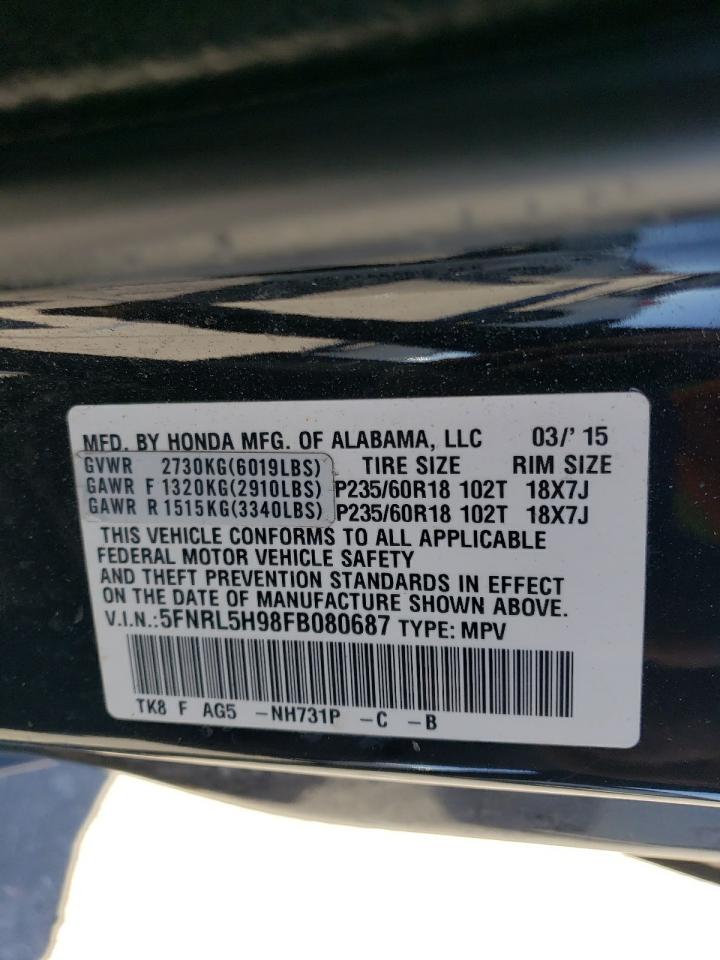 MFD. BY HONDA MFG. OF ALABAMA, LLC 03/' 15
GVWR 2730KG(6019LBS) TIRE SIZE RIM SIZE
GAWR F 1320KG(2910LBS) P235/60R18 102T 18X7J
GAWR R 1515KG(3340LBS) P235/60R18 102T 18X7J
THIS VEHICLE CONFORMS TO ALL APPLICABLE
FEDERAL MOTOR VEHICLE SAFETY
AND THEFT PREVENTION STANDARDS IN EFFECT
ON THE DATE OF MANUFACTURE SHOWN ABOVE.
V.I.N.:5FNRL5H98FB080687 TYPE: MPV
TK8 F AG5 -NH731P -C -B